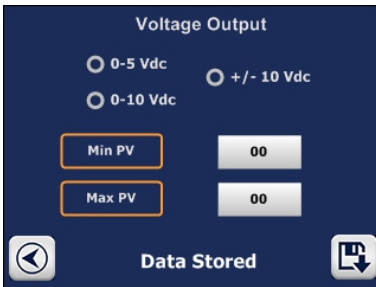 Voltage Output
0-5 Vdc
+/- 10 Vdc
0-10 Vdc
Min PV
00
Max PV
00
Data Stored